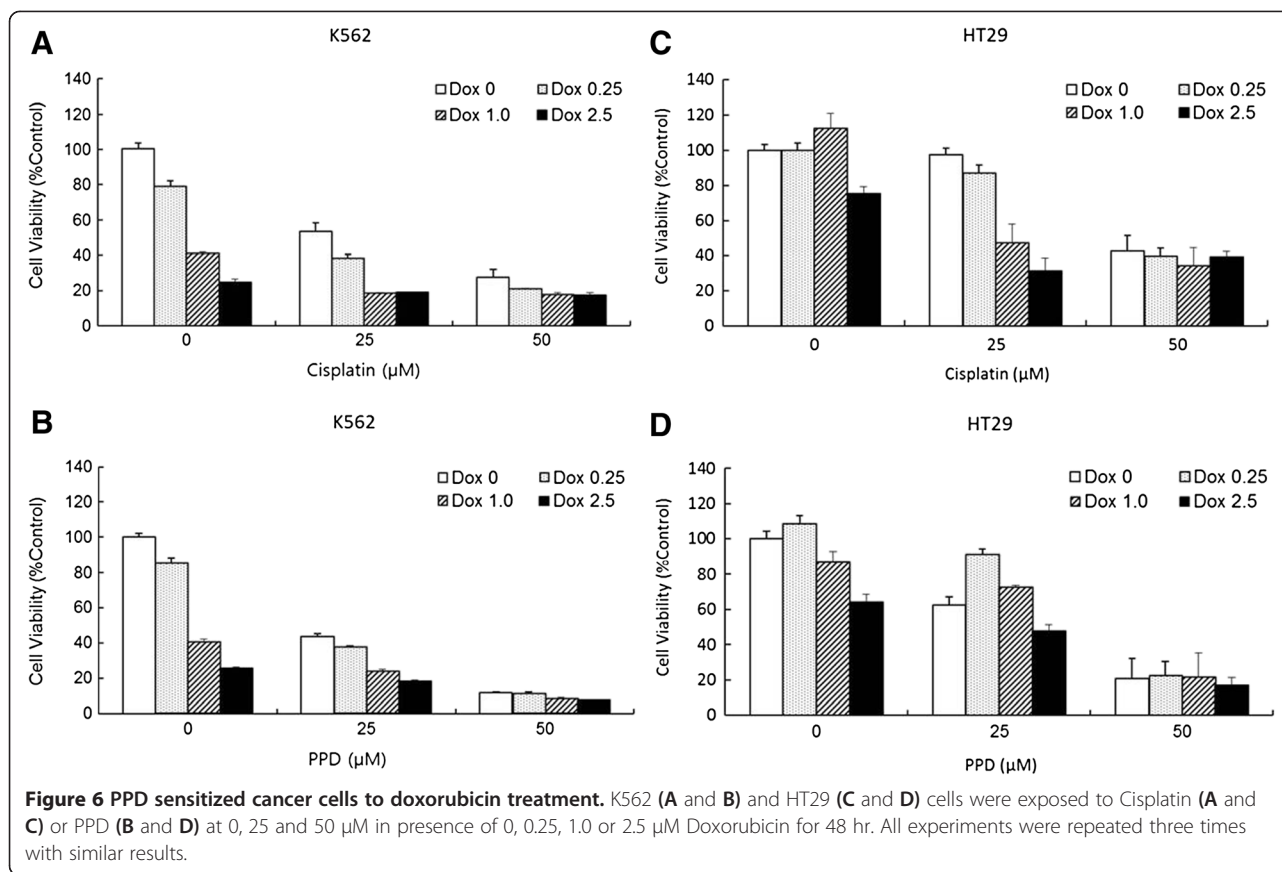 A
K562
Cell Viability (%Control)
140
120
100
80
60
40
20
0
Dox 0
Dox 0.25
Dox 1.0
Dox 2.5
0
25
50
Cisplatin (µM)
B
K562
Cell Viability (%Control)
140
120
100
80
60
40
20
0
Dox 0
Dox 0.25
Dox 1.0
Dox 2.5
0
25
50
PPD (µM)
C
HT29
Cell Viability (%Control)
140
120
100
80
60
40
20
0
Dox 0
Dox 0.25
Dox 1.0
Dox 2.5
0
25
50
Cisplatin (µM)
D
HT29
Cell Viability (%Control)
140
120
100
80
60
40
20
0
Dox 0
Dox 0.25
Dox 1.0
Dox 2.5
0
25
50
PPD (µM)
Figure 6 PPD sensitized cancer cells to doxorubicin treatment. K562 (A and B) and HT29 (C and D) cells were exposed to Cisplatin (A and
C) or PPD (B and D) at 0, 25 and 50 µM in presence of 0, 0.25, 1.0 or 2.5 µM Doxorubicin for 48 hr. All experiments were repeated three times
with similar results.